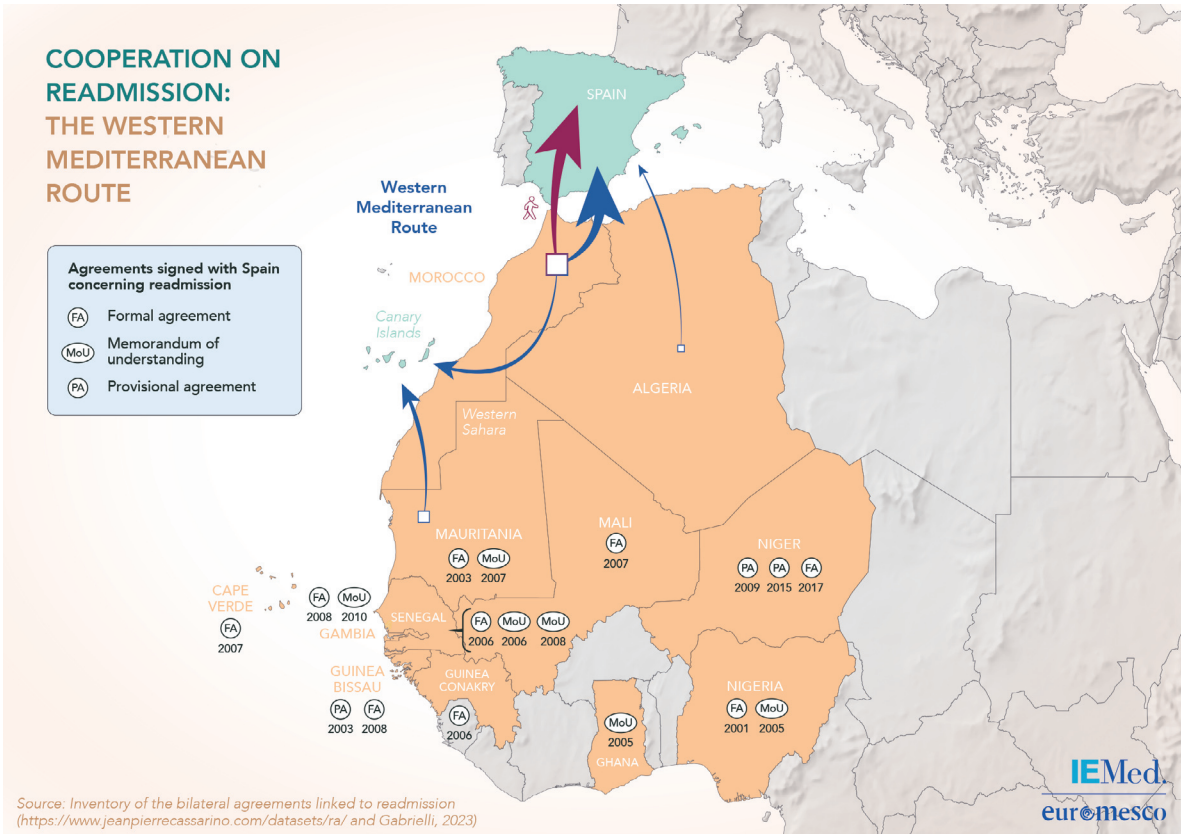 COOPERATION ON
READMISSION:
THE WESTERN
MEDITERRANEAN
ROUTE
Agreements signed with Spain
concerning readmission
FA Formal agreement
MoU Memorandum of
understanding
PA Provisional agreement
SPAIN
Western
Mediterranean
Route
MOROCCO
Canary
Islands
ALGERIA
Western
Sahara
MAURITANIA
FA MoU
2003 2007
MALI
FA
2007
NIGER
PA PA FA
2009 2015 2017
CAPE
VERDE
FA
2007
FA MoU
2008 2010
GAMBIA
SENEGAL
FA MoU MoU
2006 2006 2008
GUINEA
BISSAU
PA FA
2003 2008
GUINEA
CONAKRY
FA
2006
MoU
2005
GHANA
NIGERIA
FA MoU
2001 2005
IEMed.
euromesco
Source: Inventory of the bilateral agreements linked to readmission
(https://www.jeanpierrecassarino.com/datasets/ra/ and Gabrielli, 2023)